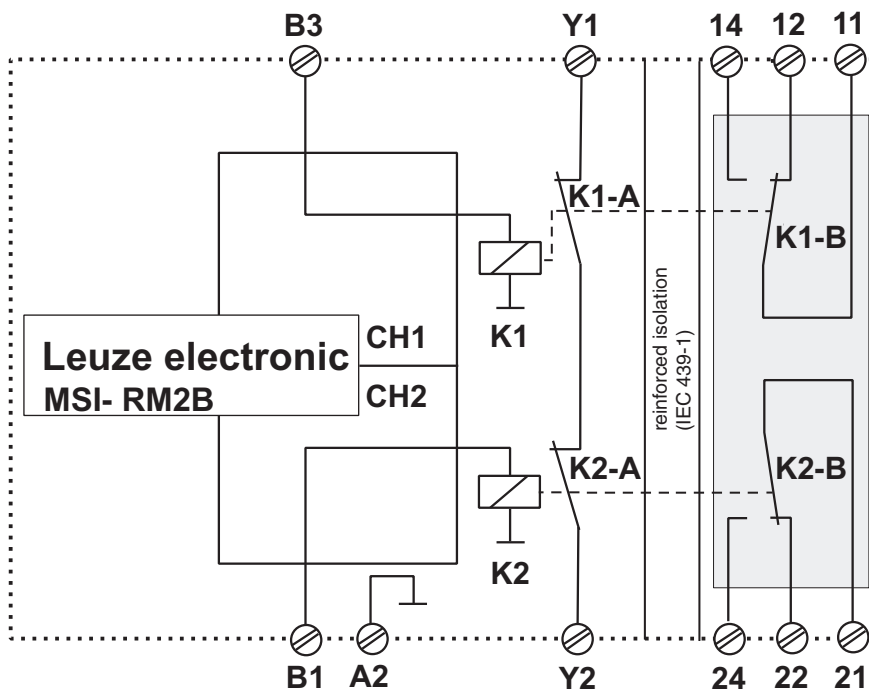 B3 Y1 14 12 11
K1-A
K1-B
K1
CH1
Leuze electronic
MSI- RM2B
CH2
reinforced isolation
(IEC 439-1)
K2-A
K2-B
K2
B1 A2 Y2 24 22 21